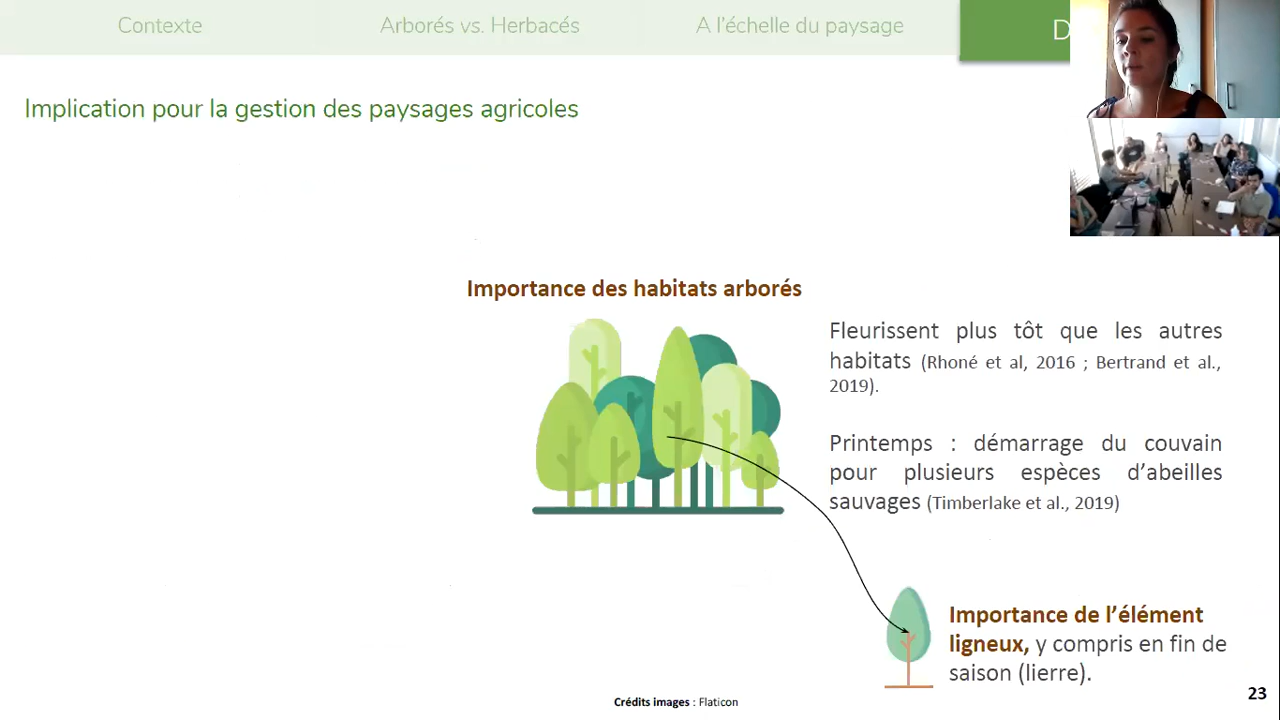 Contexte
Arborés vs. Herbacés
A l'échelle du paysage
D
Implication pour la gestion des paysages agricoles
Importance des habitats arborés
Fleurissent plus tôt que les autres
habitats (Rhoné et al, 2016 ; Bertrand et al.,
2019).
Printemps : démarrage du couvain
pour plusieurs espèces d'abeilles
sauvages (Timberlake et al., 2019)
Importance de l'élément
ligneux, y compris en fin de
saison (lierre).
Crédits images : Flaticon
23